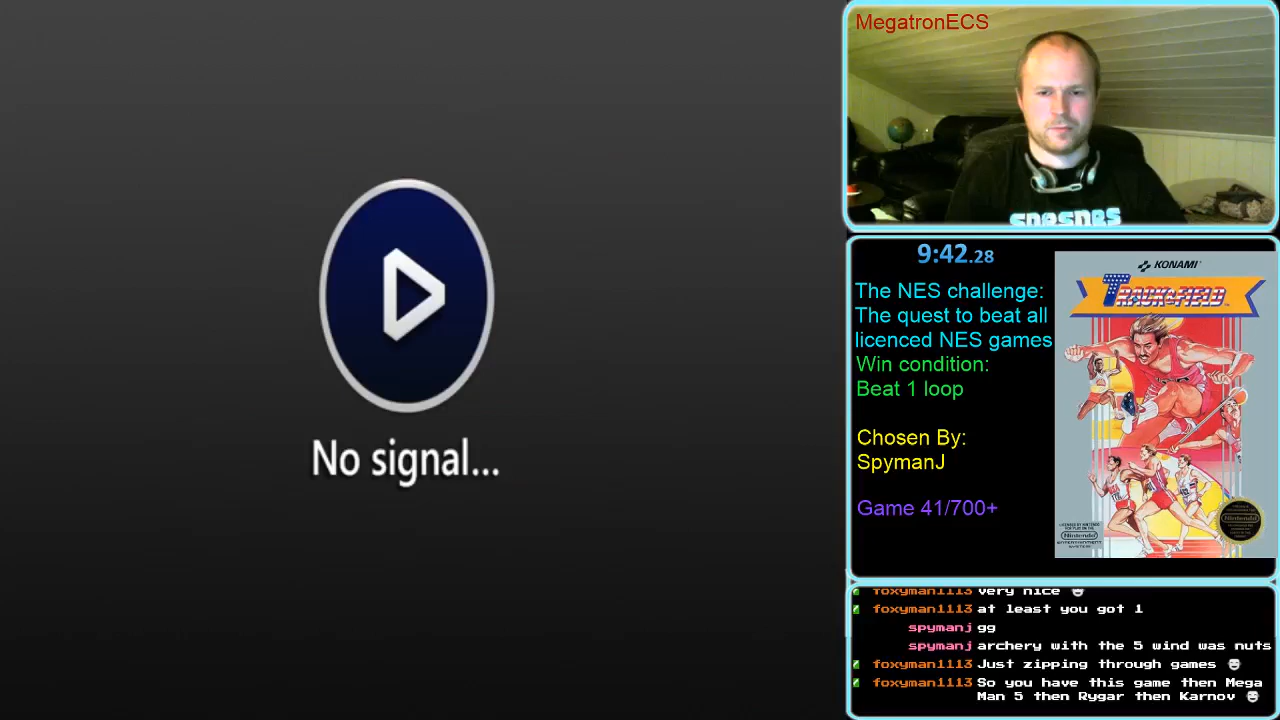 MegatronECS
No signal...
9:42.28
The NES challenge:
The quest to beat all
licenced NES games
Win condition:
Beat 1 loop
Chosen By:
SpymanJ
Game 41/700+
KONAMI
TRACK & FIELD
Nintendo
foxyman1113 very nice
foxyman1113 at least you got 1
spymanj gg
spymanj archery with the 5 wind was nuts
foxyman1113 Just zipping through games
foxyman1113 So you have this game then Mega
Man 5 then Rygar then Karnov